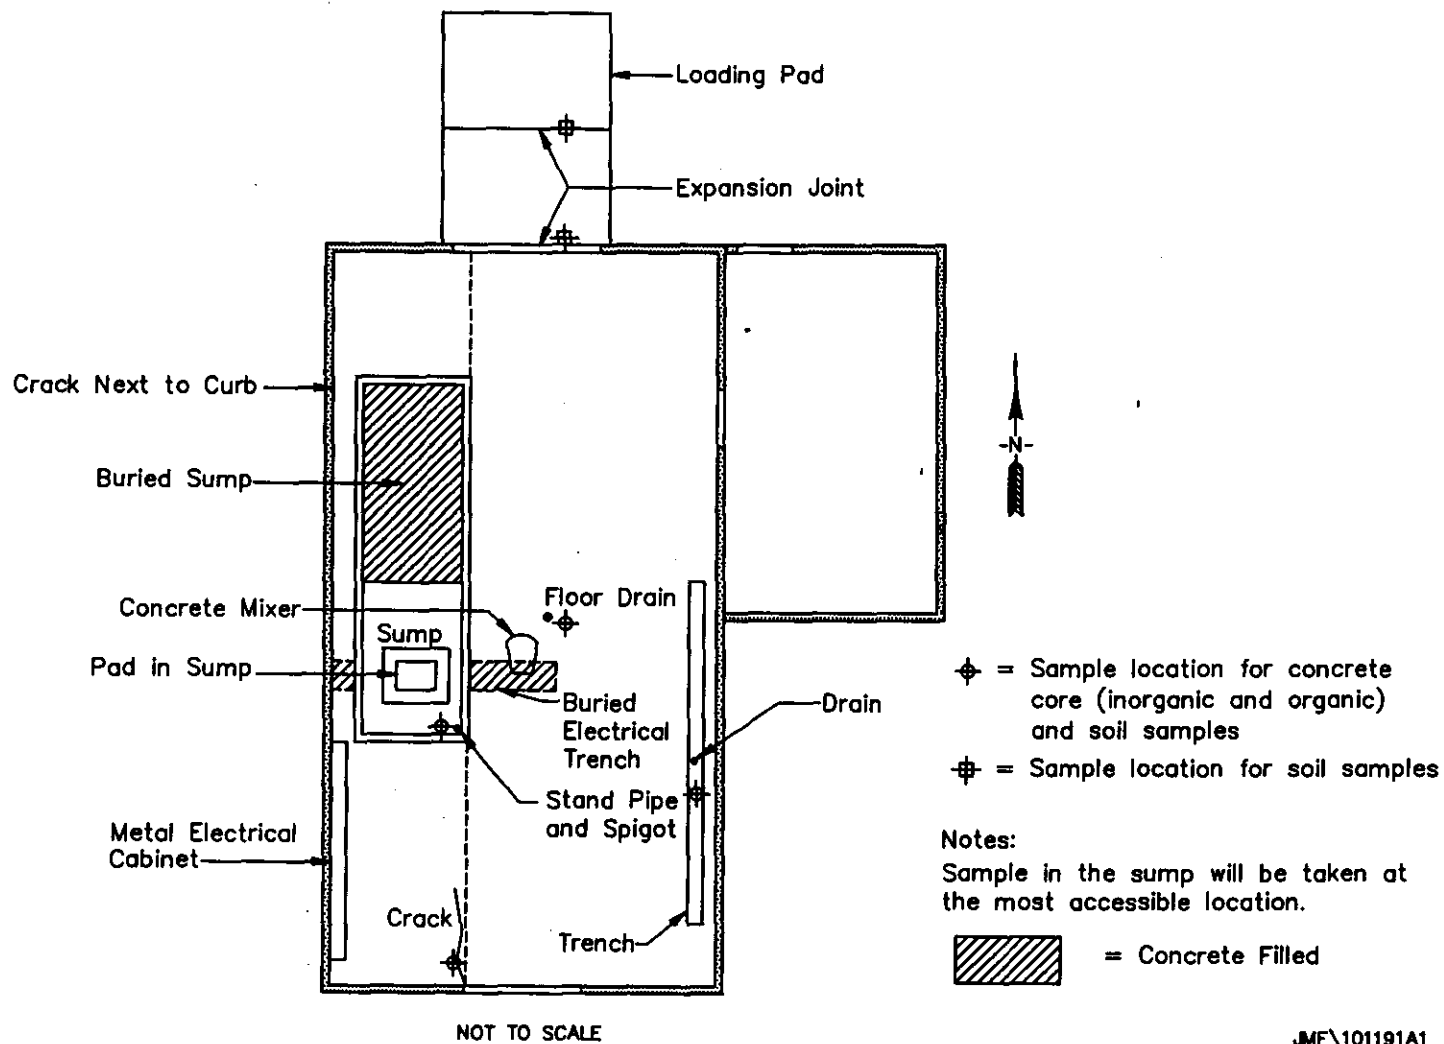 Loading Pad
Expansion Joint
Crack Next to Curb
-N-
Buried Sump
Floor Drain
Concrete Mixer
Sump
Pad in Sump
Buried
Electrical
Trench
Drain
= Sample location for concrete
core (inorganic and organic)
and soil samples
= Sample location for soil samples
Stand Pipe
and Spigot
Metal Electrical
Cabinet
Notes:
Sample in the sump will be taken at
the most accessible location.
Crack
Trench
= Concrete Filled
NOT TO SCALE
JMF\101191A1